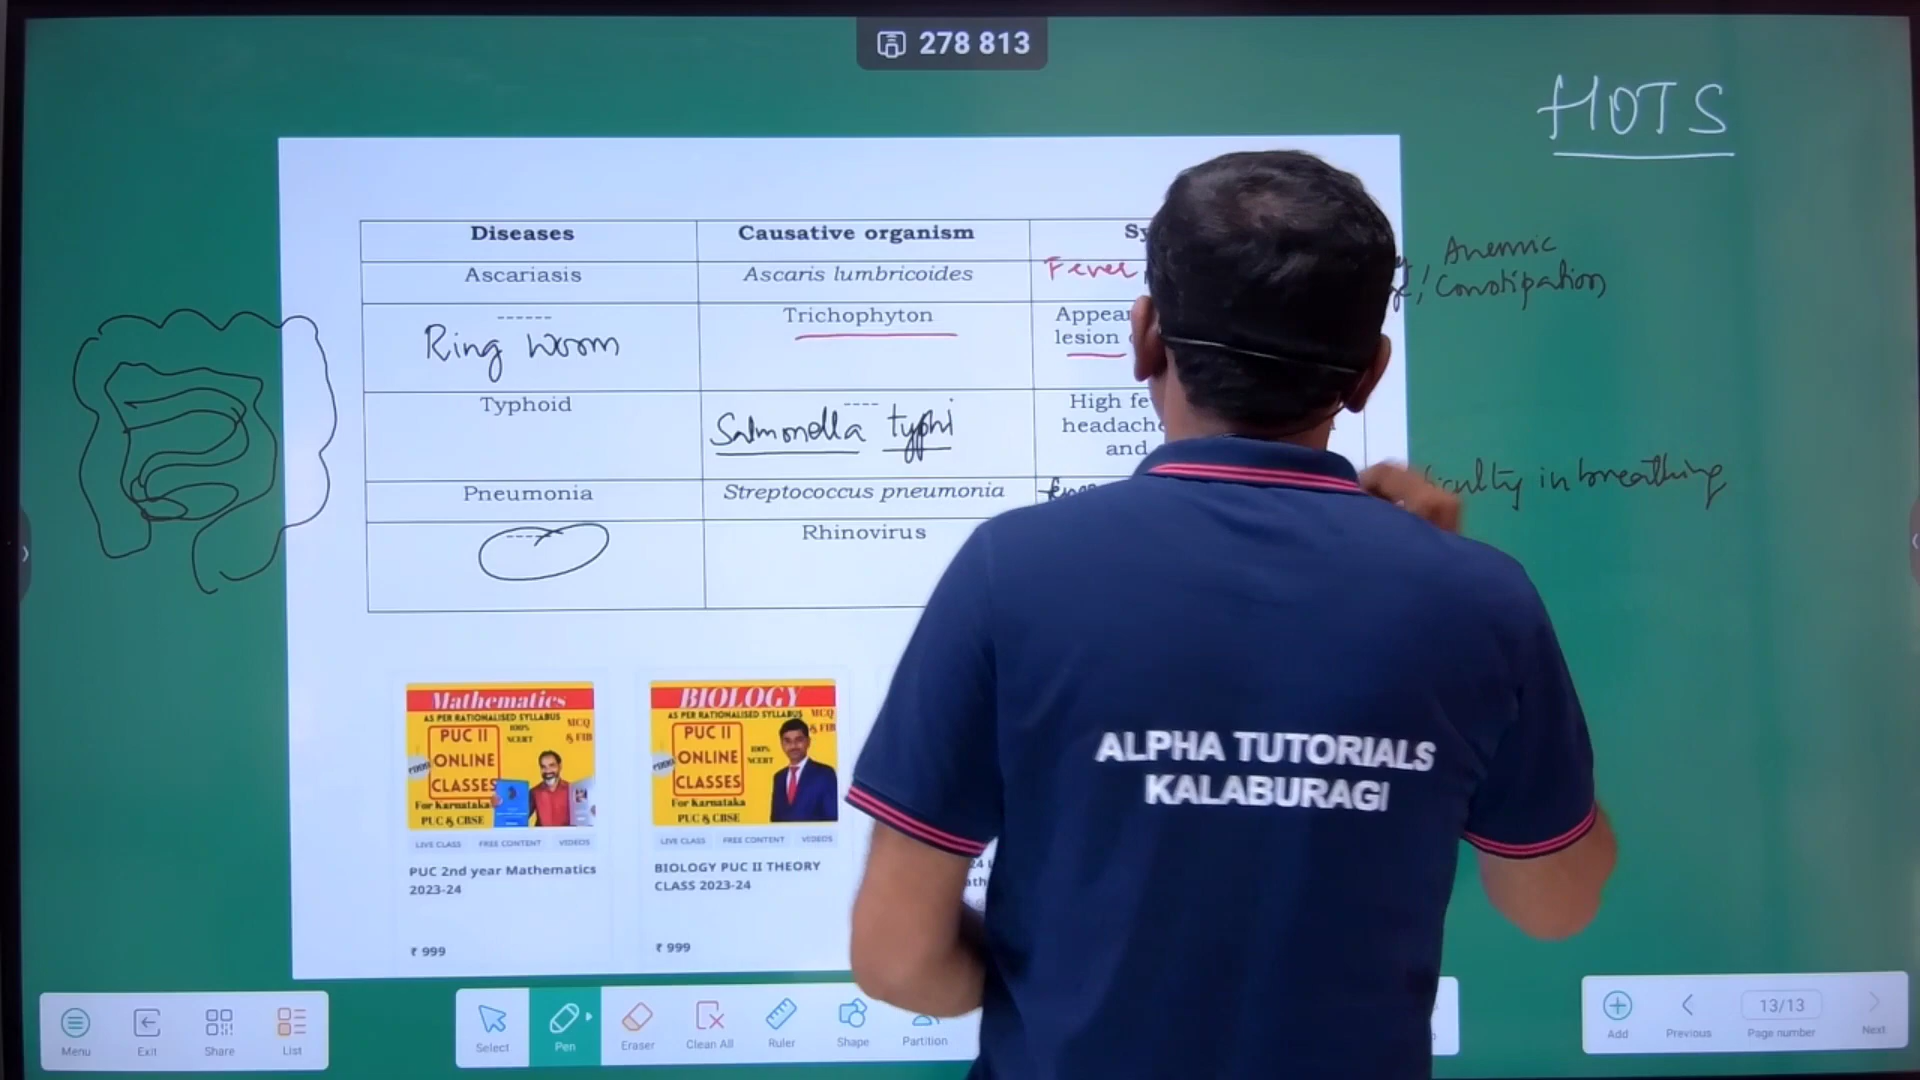 278 813
HOTS
Diseases Causative organism Sy
Ascariasis Ascaris lumbricoides Fever Anemic
Constipation
------ Trichophyton Appear
Ring worm lesion
Typhoid ---- High fe
Salmonella typhi headache
and
Pneumonia Streptococcus pneumonia in breathing
---- Rhinovirus
Mathematics
AS PER RATIONALISED SYLLABUS
MCQ & FIB
100% NCERT
PUC II
ONLINE
CLASSES
For Karnataka
PUC & CBSE
LIVE CLASS FREE CONTENT VIDEOS
PUC 2nd year Mathematics
2023-24
₹ 999
BIOLOGY
AS PER RATIONALISED SYLLABUS
MCQ & FIB
100% NCERT
PUC II
ONLINE
CLASSES
For Karnataka
PUC & CBSE
LIVE CLASS FREE CONTENT VIDEOS
BIOLOGY PUC II THEORY
CLASS 2023-24
₹ 999
ALPHA TUTORIALS
KALABURAGI
Menu Exit Share List
Select Pen Eraser Clean All Ruler Shape Partition
13/13
Add Previous Page number Next